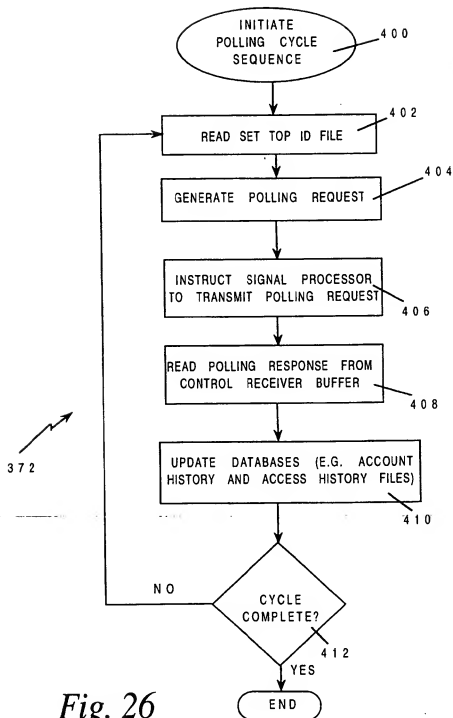 INITIATE
POLLING CYCLE
SEQUENCE
400
READ SET TOP ID FILE
402
GENERATE POLLING REQUEST
404
INSTRUCT SIGNAL PROCESSOR
TO TRANSMIT POLLING REQUEST
406
READ POLLING RESPONSE FROM
CONTROL RECEIVER BUFFER
408
372
UPDATE DATABASES (E.G. ACCOUNT
HISTORY AND ACCESS HISTORY FILES)
410
NO
CYCLE
COMPLETE?
412
YES
END
Fig. 26